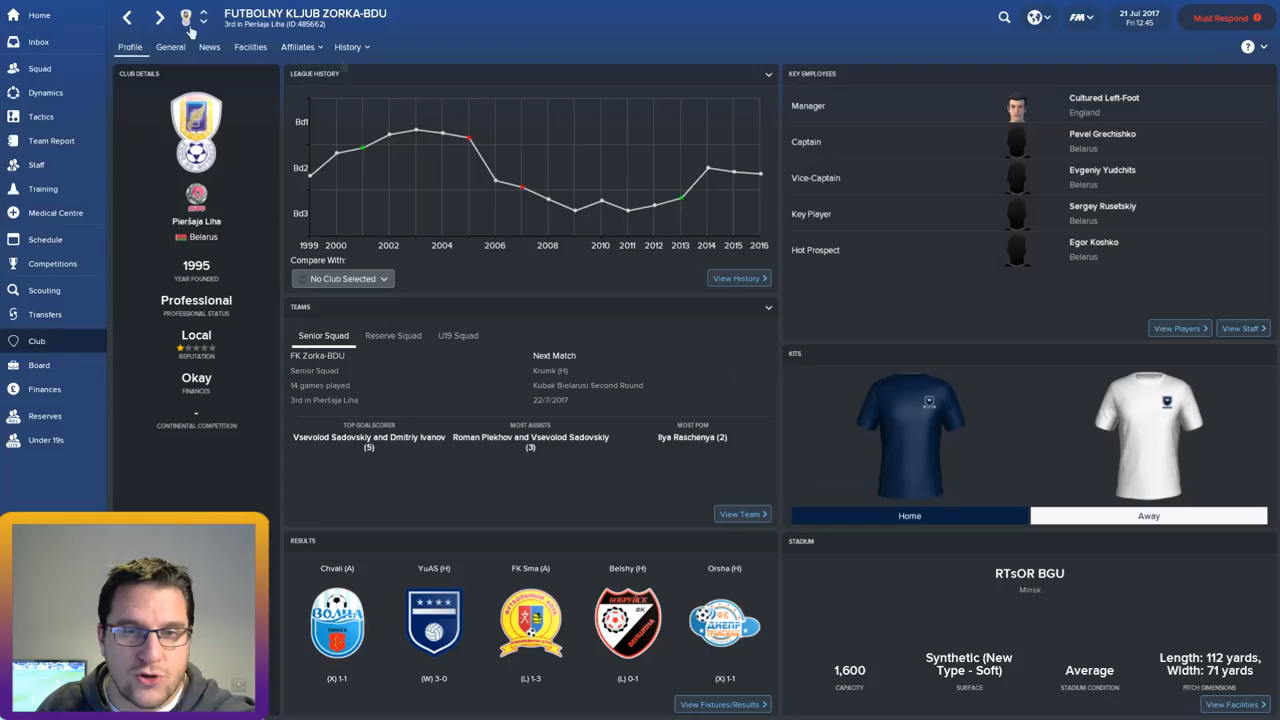 Home
Inbox
Squad
Dynamics
Tactics
Team Report
Staff
Training
Medical Centre
Schedule
Competitions
Scouting
Transfers
Club
Board
Finances
Reserves
Under 19s
FUTBOLNY KLJUB ZORKA-BDU
3rd in Pieršaja Liha (ID:485662)
FM
21 Jul 2017
Fri 12:45
Must Respond
Profile
General
News
Facilities
Affiliates
History
CLUB DETAILS
Pieršaja Liha
Belarus
1995
YEAR FOUNDED
Professional
PROFESSIONAL STATUS
Local
REPUTATION
Okay
FINANCES
-
CONTINENTAL COMPETITION
LEAGUE HISTORY
Bd1
Bd2
Bd3
1999 2000 2002 2004 2006 2008 2010 2011 2012 2013 2014 2015 2016
Compare With:
No Club Selected
View History
TEAMS
Senior Squad
Reserve Squad
U19 Squad
FK Zorka-BDU
Senior Squad
14 games played
3rd in Pieršaja Liha
Next Match
Krumk (H)
Kubak Bielarusi Second Round
22/7/2017
TOP GOALSCORER
Vsevolod Sadovskiy and Dmitriy Ivanov
(5)
MOST ASSISTS
Roman Plekhov and Vsevolod Sadovskiy
(3)
MOST POM
Ilya Raschenya (2)
View Team
RESULTS
Chvali (A)
YuAS (H)
FK Sma (A)
Belshy (H)
Orsha (H)
(X) 1-1
(W) 3-0
(L) 1-3
(L) 0-1
(X) 1-1
View Fixtures/Results
KEY EMPLOYEES
Manager
Cultured Left-Foot
England
Captain
Pavel Grechishko
Belarus
Vice-Captain
Evgeniy Yudchits
Belarus
Key Player
Sergey Rusetskiy
Belarus
Hot Prospect
Egor Koshko
Belarus
View Players
View Staff
KITS
Home
Away
STADIUM
RTsOR BGU
Minsk
1,600
CAPACITY
Synthetic (New
Type - Soft)
SURFACE
Average
STADIUM CONDITION
Length: 112 yards,
Width: 71 yards
PITCH DIMENSIONS
View Facilities